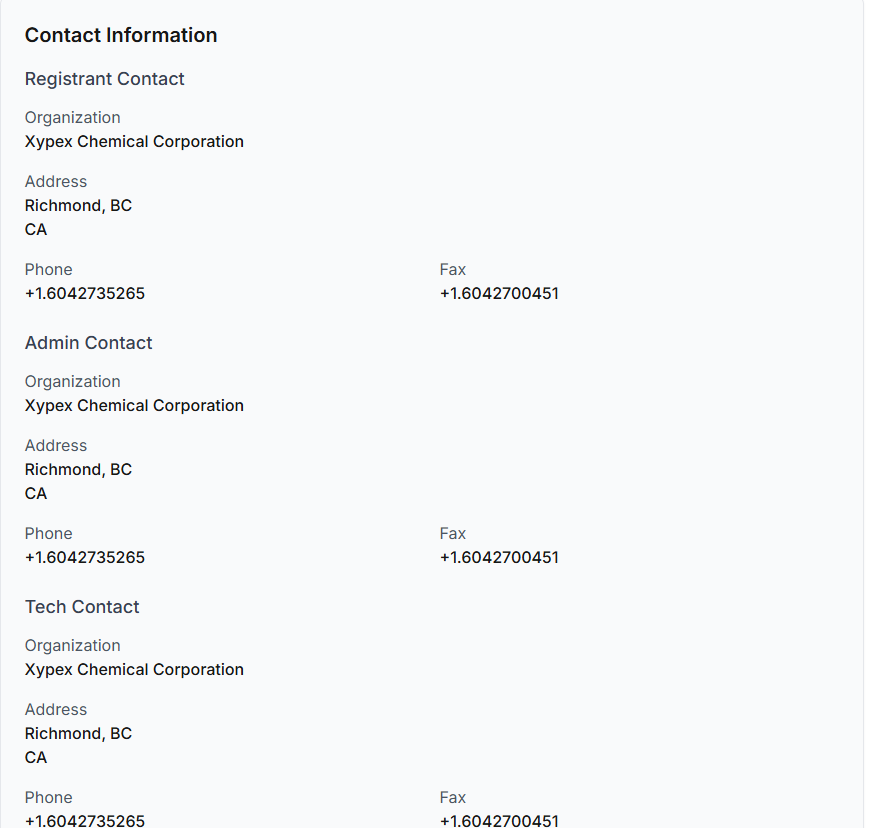 Contact Information
Registrant Contact
Organization
Xypex Chemical Corporation
Address
Richmond, BC
CA
Phone
+1.6042735265
Fax
+1.6042700451
Admin Contact
Organization
Xypex Chemical Corporation
Address
Richmond, BC
CA
Phone
+1.6042735265
Fax
+1.6042700451
Tech Contact
Organization
Xypex Chemical Corporation
Address
Richmond, BC
CA
Phone
+1.6042735265
Fax
+1.6042700451